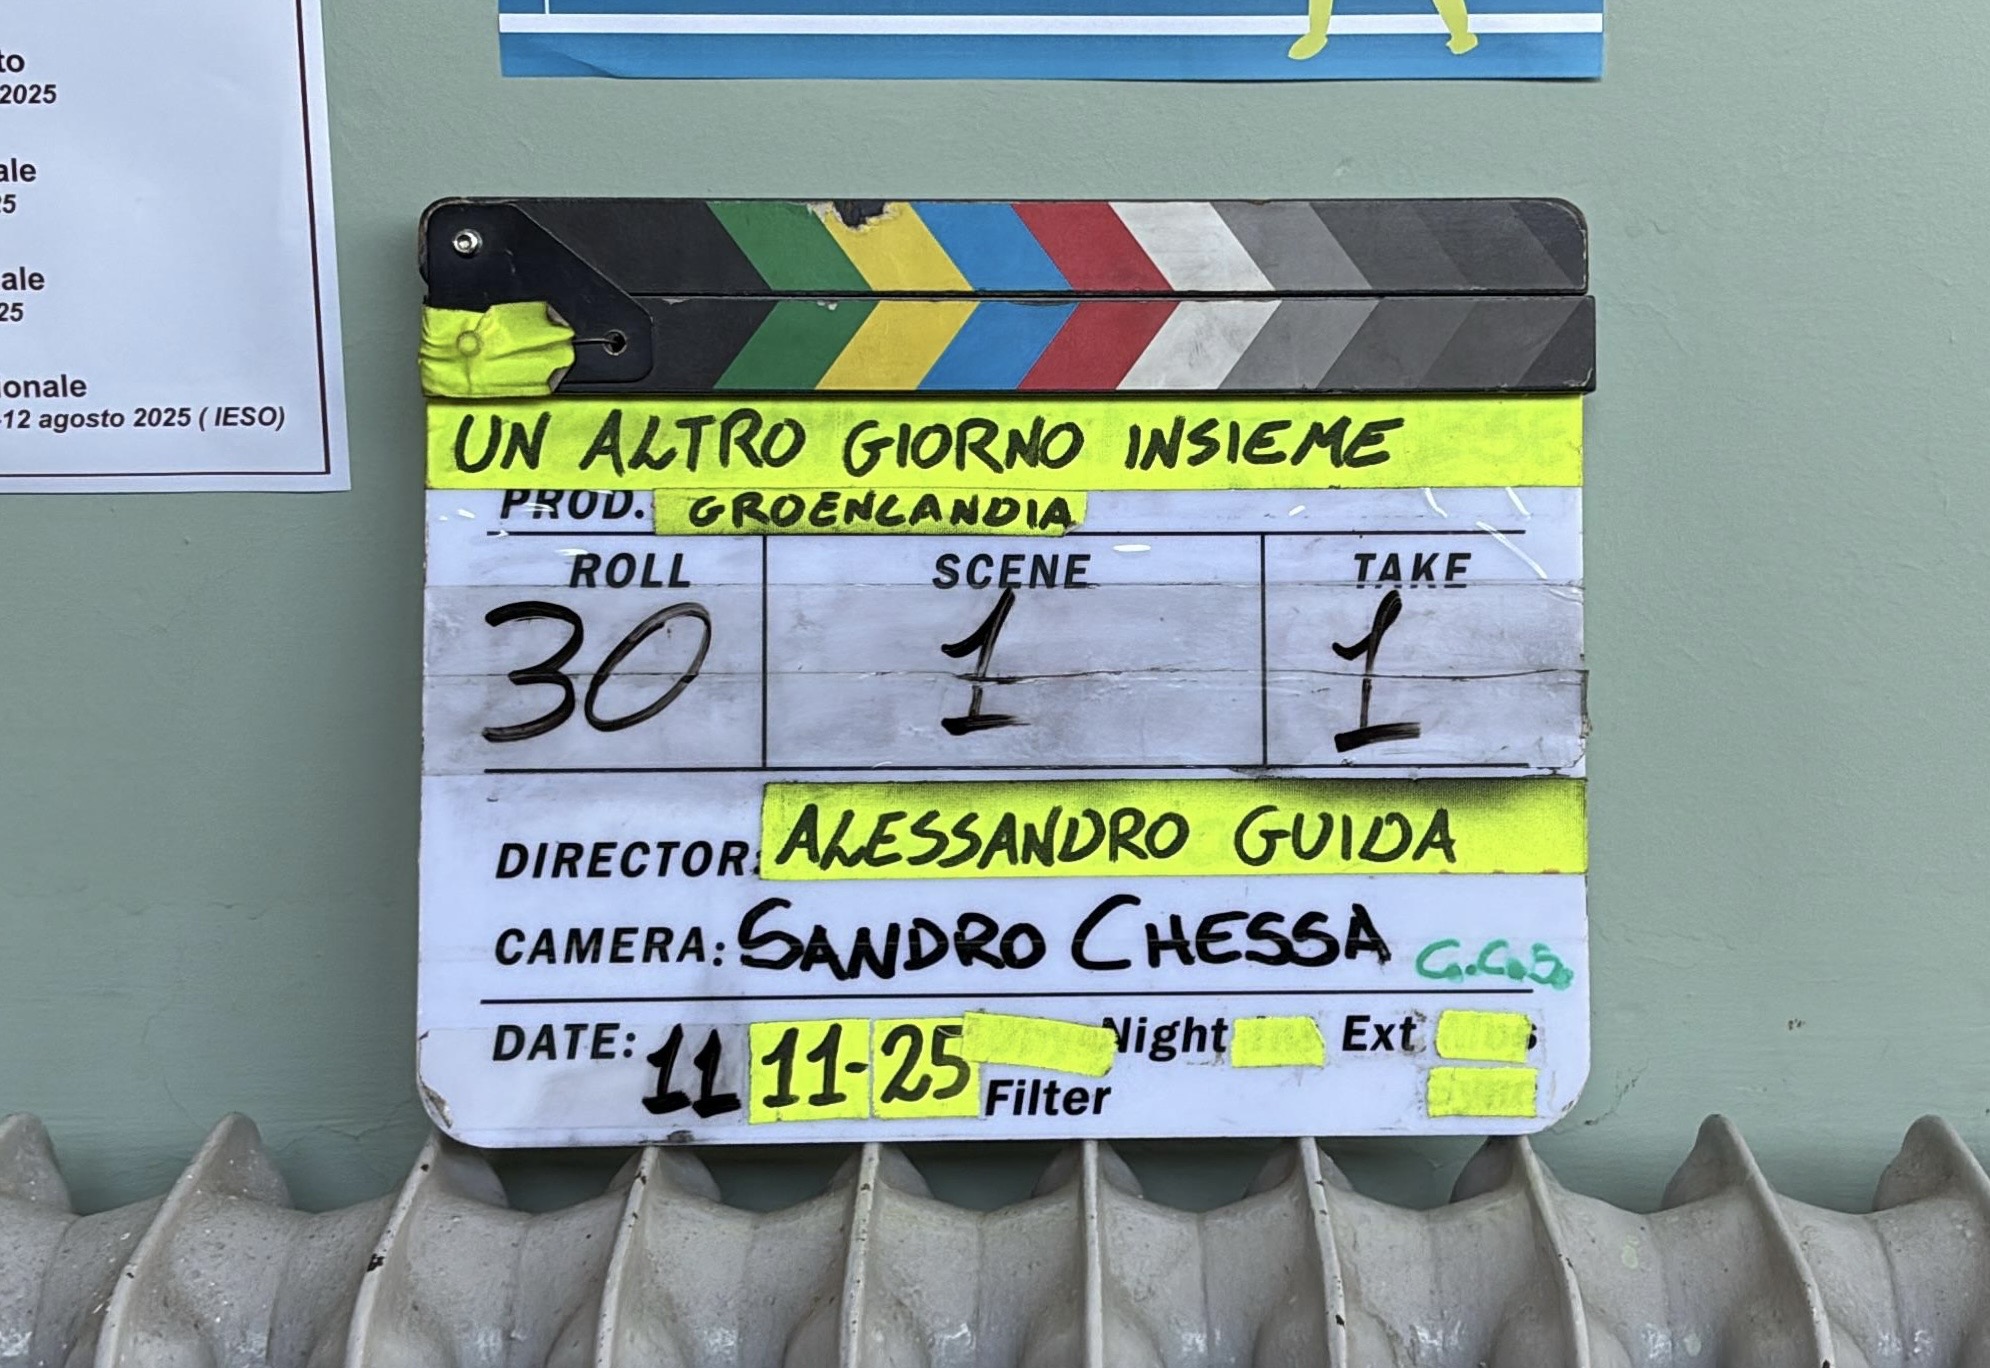 to
2025
ale
25
ale
25
ionale
-12 agosto 2025 ( IESO)
UN ALTRO GIORNO INSIEME
PROD. GROENLANDIA
ROLL SCENE TAKE
30 1 1
DIRECTOR: ALESSANDRO GUIDA
CAMERA: SANDRO CHESSA C.C.S.
DATE: 11 11-25 Night Ext
Filter